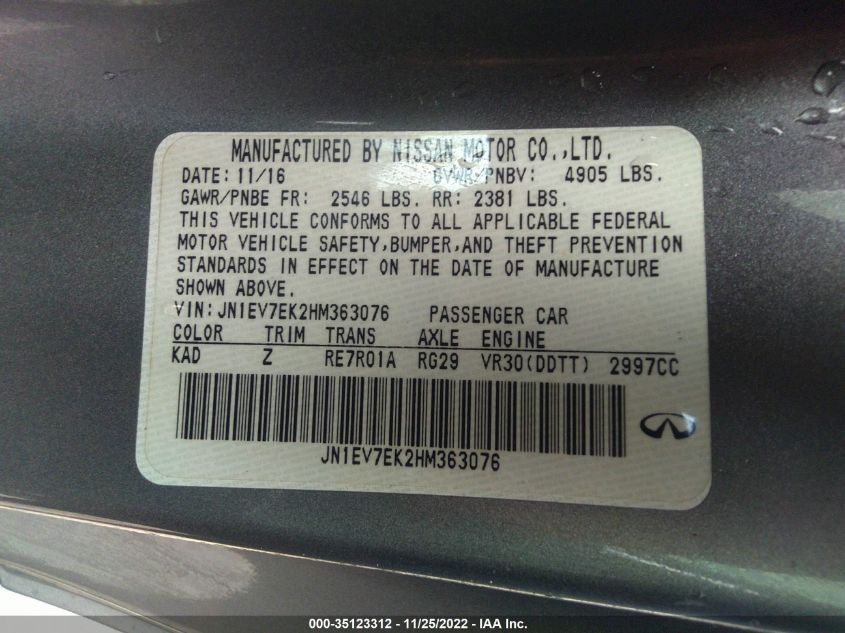 MANUFACTURED BY NISSAN MOTOR CO.,LTD.
DATE: 11/16 GVWR/PNBV: 4905 LBS.
GAWR/PNBE FR: 2546 LBS. RR: 2381 LBS.
THIS VEHICLE CONFORMS TO ALL APPLICABLE FEDERAL
MOTOR VEHICLE SAFETY,BUMPER,AND THEFT PREVENTION
STANDARDS IN EFFECT ON THE DATE OF MANUFACTURE
SHOWN ABOVE.
VIN:JN1EV7EK2HM363076 PASSENGER CAR
COLOR TRIM TRANS AXLE ENGINE
KAD Z RE7R01A RG29 VR30(DDTT) 2997CC
JN1EV7EK2HM363076
000-35123312 - 11/25/2022 - IAA Inc.